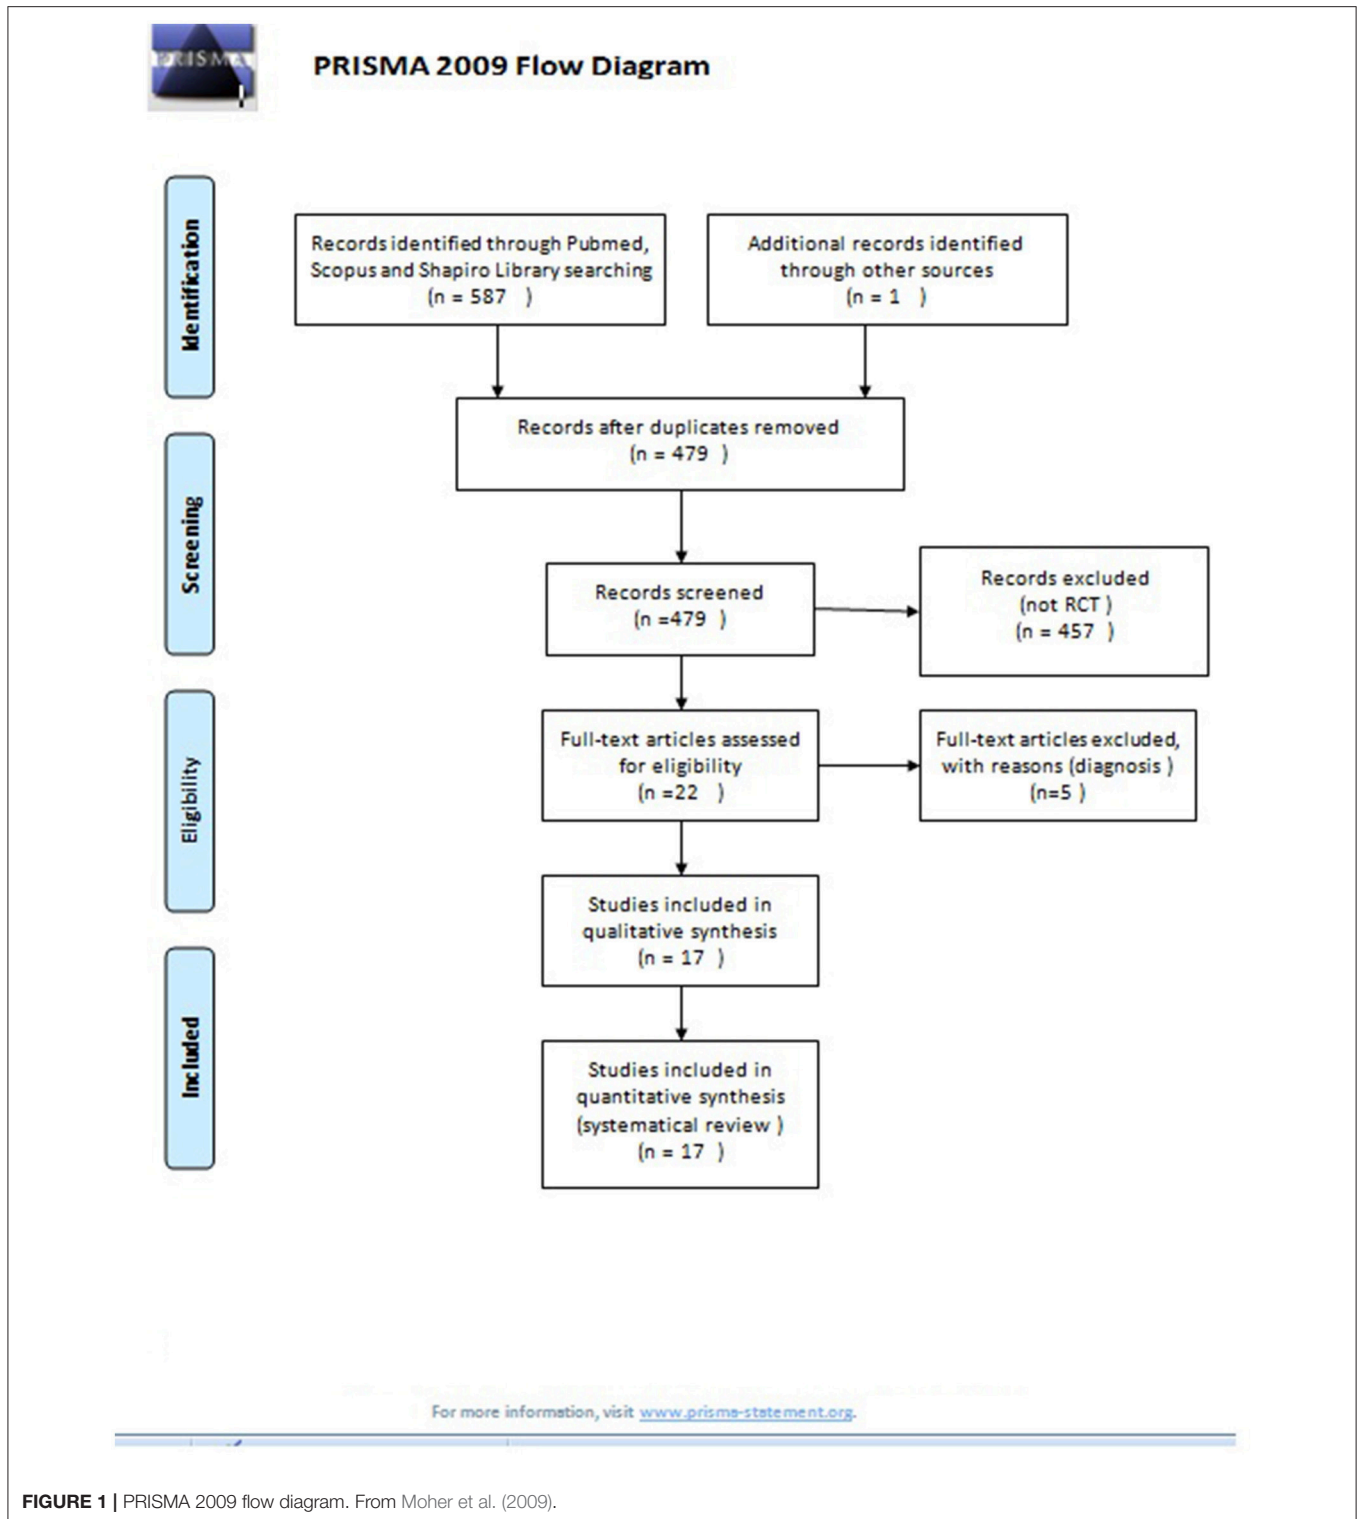 PRISMA
PRISMA 2009 Flow Diagram
Identification
Records identified through Pubmed,
Scopus and Shapiro Library searching
(n = 587 )
Additional records identified
through other sources
(n = 1 )
Records after duplicates removed
(n = 479 )
Screening
Records screened
(n =479 )
Records excluded
(not RCT )
(n = 457 )
Eligibility
Full-text articles assessed
for eligibility
(n =22 )
Full-text articles excluded,
with reasons (diagnosis )
(n=5 )
Studies included in
qualitative synthesis
(n = 17 )
Included
Studies included in
quantitative synthesis
(systematical review )
(n = 17 )
For more information, visit www.prisma-statement.org.
FIGURE 1 | PRISMA 2009 flow diagram. From Moher et al. (2009).